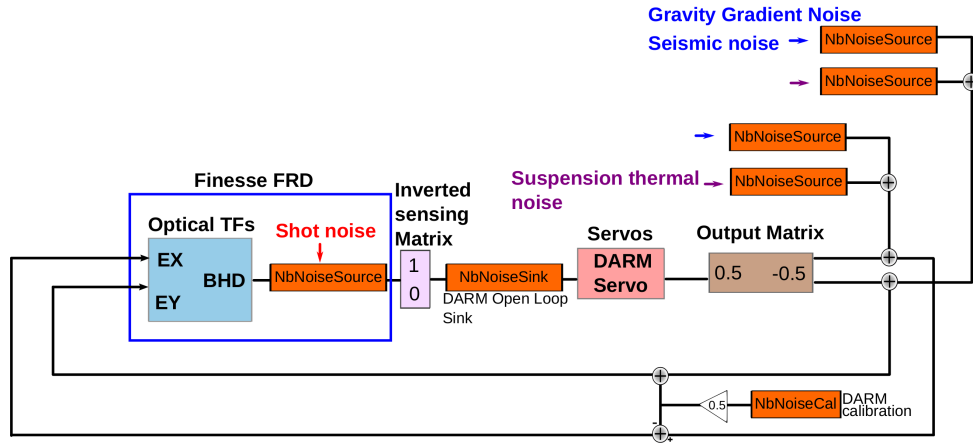 Gravity Gradient Noise
Seismic noise
NbNoiseSource
NbNoiseSource
NbNoiseSource
Suspension thermal
noise
NbNoiseSource
Finesse FRD
Optical TFs
EX
EY
BHD
Shot noise
NbNoiseSource
Inverted
sensing
Matrix
1
0
NbNoiseSink
DARM Open Loop
Sink
Servos
DARM
Servo
Output Matrix
0.5 -0.5
+
+
+
+
+
0.5
NbNoiseCal
DARM
calibration
-
+
+